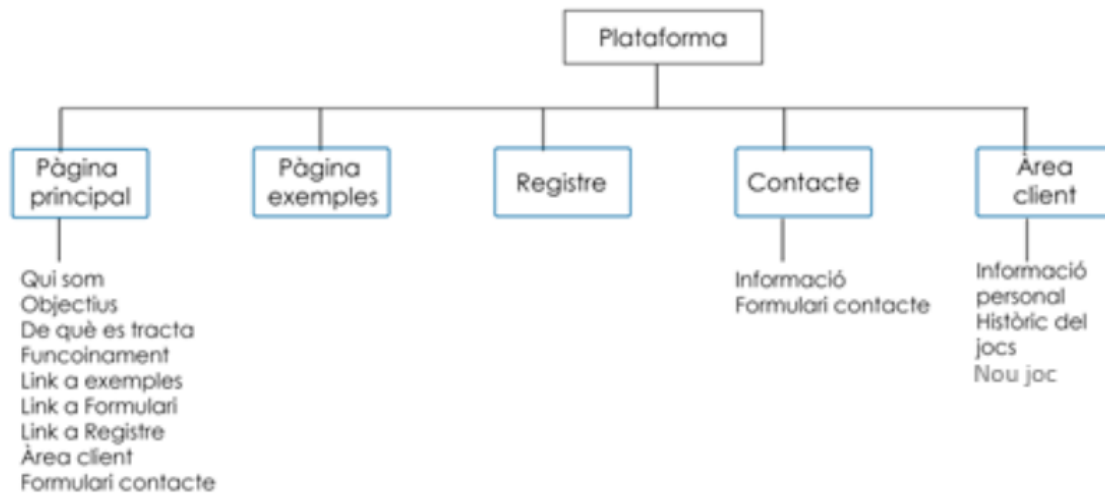 Plataforma
Pàgina
principal
Pàgina
exemples
Registre
Contacte
Àrea
client
Qui som
Objectius
De què es tracta
Funcoinament
Link a exemples
Link a Formulari
Link a Registre
Àrea client
Formulari contacte
Informació
Formulari contacte
Informació
personal
Històric del
jocs
Nou joc